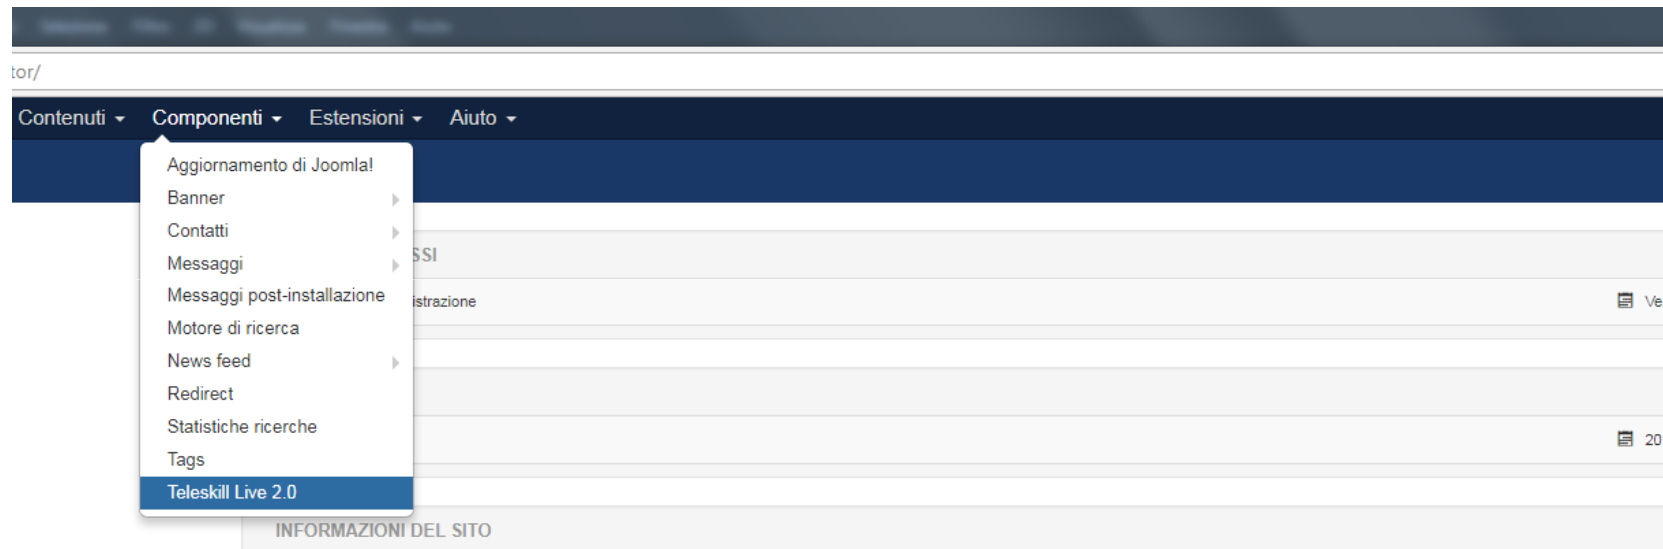 tor/
Contenuti Componenti Estensioni Aiuto
Aggiornamento di Joomla!
Banner
Contatti
SSI
Messaggi
Messaggi post-installazione
istrazione
Ve
Motore di ricerca
News feed
Redirect
Statistiche ricerche
20
Tags
Teleskill Live 2.0
INFORMAZIONI DEL SITO